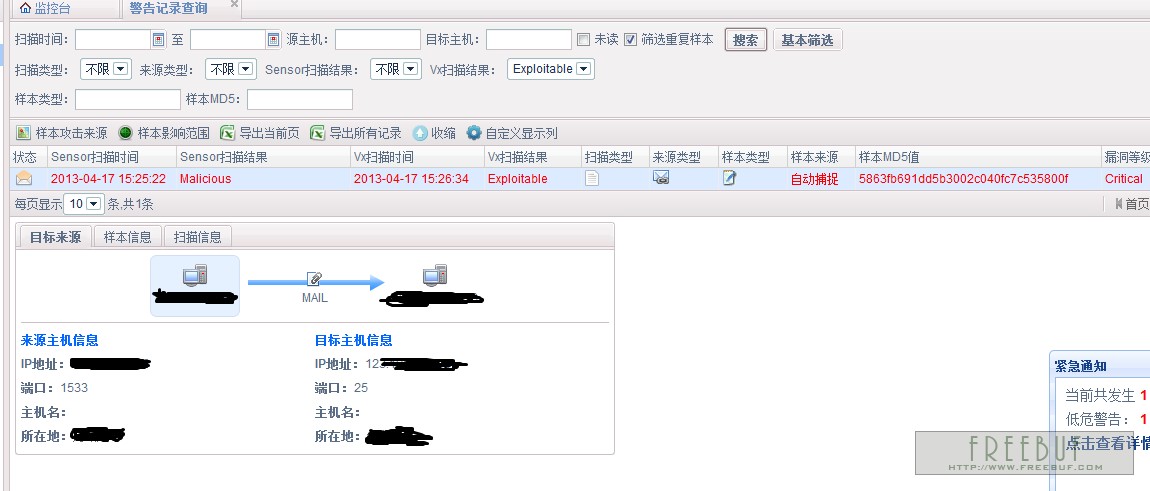 监控台 警告记录查询
扫描时间： 至 源主机： 目标主机： 未读 筛选重复样本 搜索 基本筛选
扫描类型： 不限 来源类型： 不限 Sensor扫描结果： 不限 Vx扫描结果： Exploitable
样本类型： 样本MD5：
样本攻击来源 样本影响范围 导出当前页 导出所有记录 收缩 自定义显示列
状态 Sensor扫描时间 Sensor扫描结果 Vx扫描时间 Vx扫描结果 扫描类型 来源类型 样本类型 样本来源 样本MD5值 漏洞等级
2013-04-17 15:25:22 Malicious 2013-04-17 15:26:34 Exploitable 自动捕捉 5863fb691dd5b3002c040fc7c535800f Critical
每页显示 10 条,共1条 首页
目标来源 样本信息 扫描信息
MAIL
来源主机信息 目标主机信息
IP地址： IP地址：
端口：1533 端口：25
主机名： 主机名：
所在地： 所在地：
紧急通知
当前共发生 1
低危警告： 1
点击查看详情
FREEBUF
HTTP://WWW.FREEBUF.COM